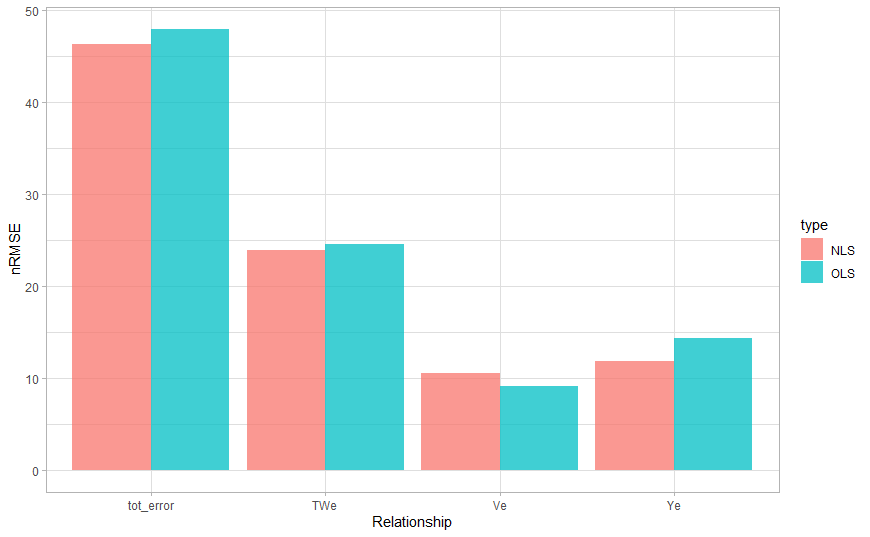 50
40
30
20
10
0
nRMSE
tot_error TWe Ve Ye
Relationship
type
NLS
OLS